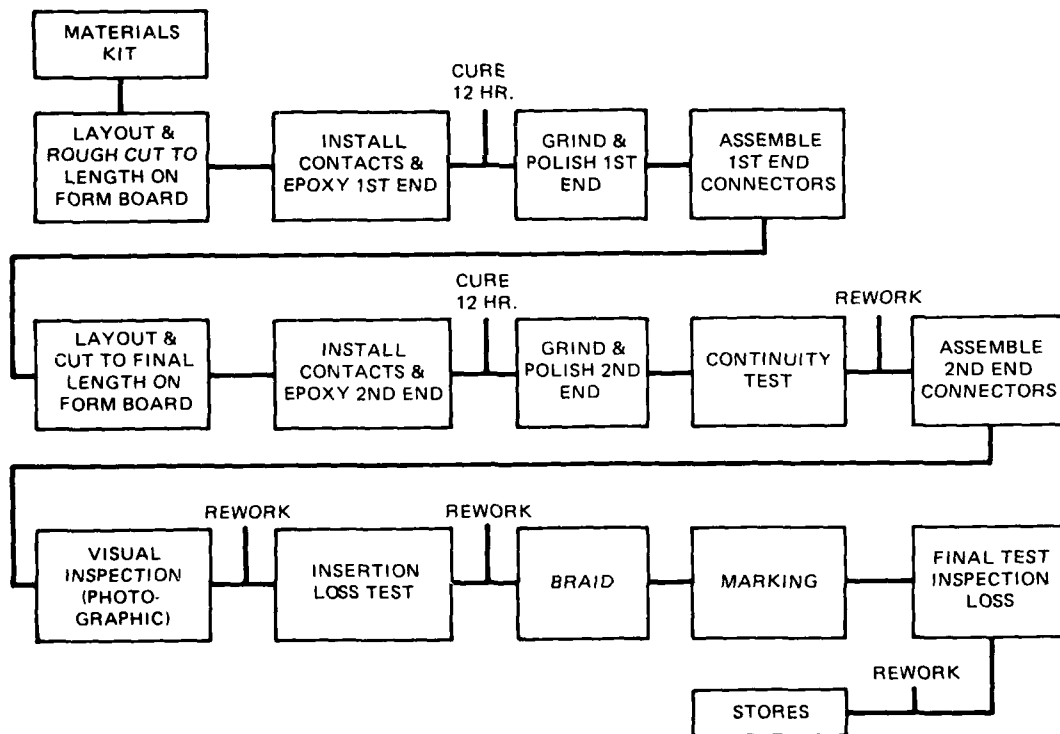 MATERIALS
KIT
LAYOUT &
ROUGH CUT TO
LENGTH ON
FORM BOARD
INSTALL
CONTACTS &
EPOXY 1ST END
CURE
12 HR.
GRIND &
POLISH 1ST
END
ASSEMBLE
1ST END
CONNECTORS
LAYOUT &
CUT TO FINAL
LENGTH ON
FORM BOARD
INSTALL
CONTACTS &
EPOXY 2ND END
CURE
12 HR.
GRIND &
POLISH 2ND
END
CONTINUITY
TEST
REWORK
ASSEMBLE
2ND END
CONNECTORS
VISUAL
INSPECTION
(PHOTO-
GRAPHIC)
REWORK
INSERTION
LOSS TEST
REWORK
BRAID
MARKING
FINAL TEST
INSPECTION
LOSS
REWORK
STORES